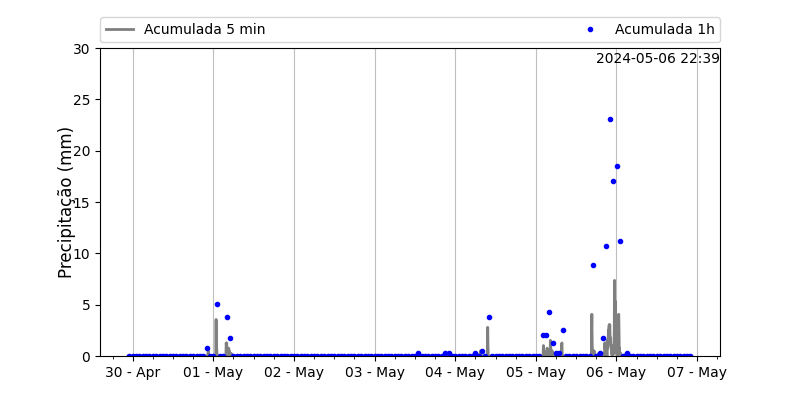 Acumulada 5 min
Acumulada 1h
2024-05-06 22:39
Precipitação (mm)
30
25
20
15
10
5
0
30 - Apr
01 - May
02 - May
03 - May
04 - May
05 - May
06 - May
07 - May